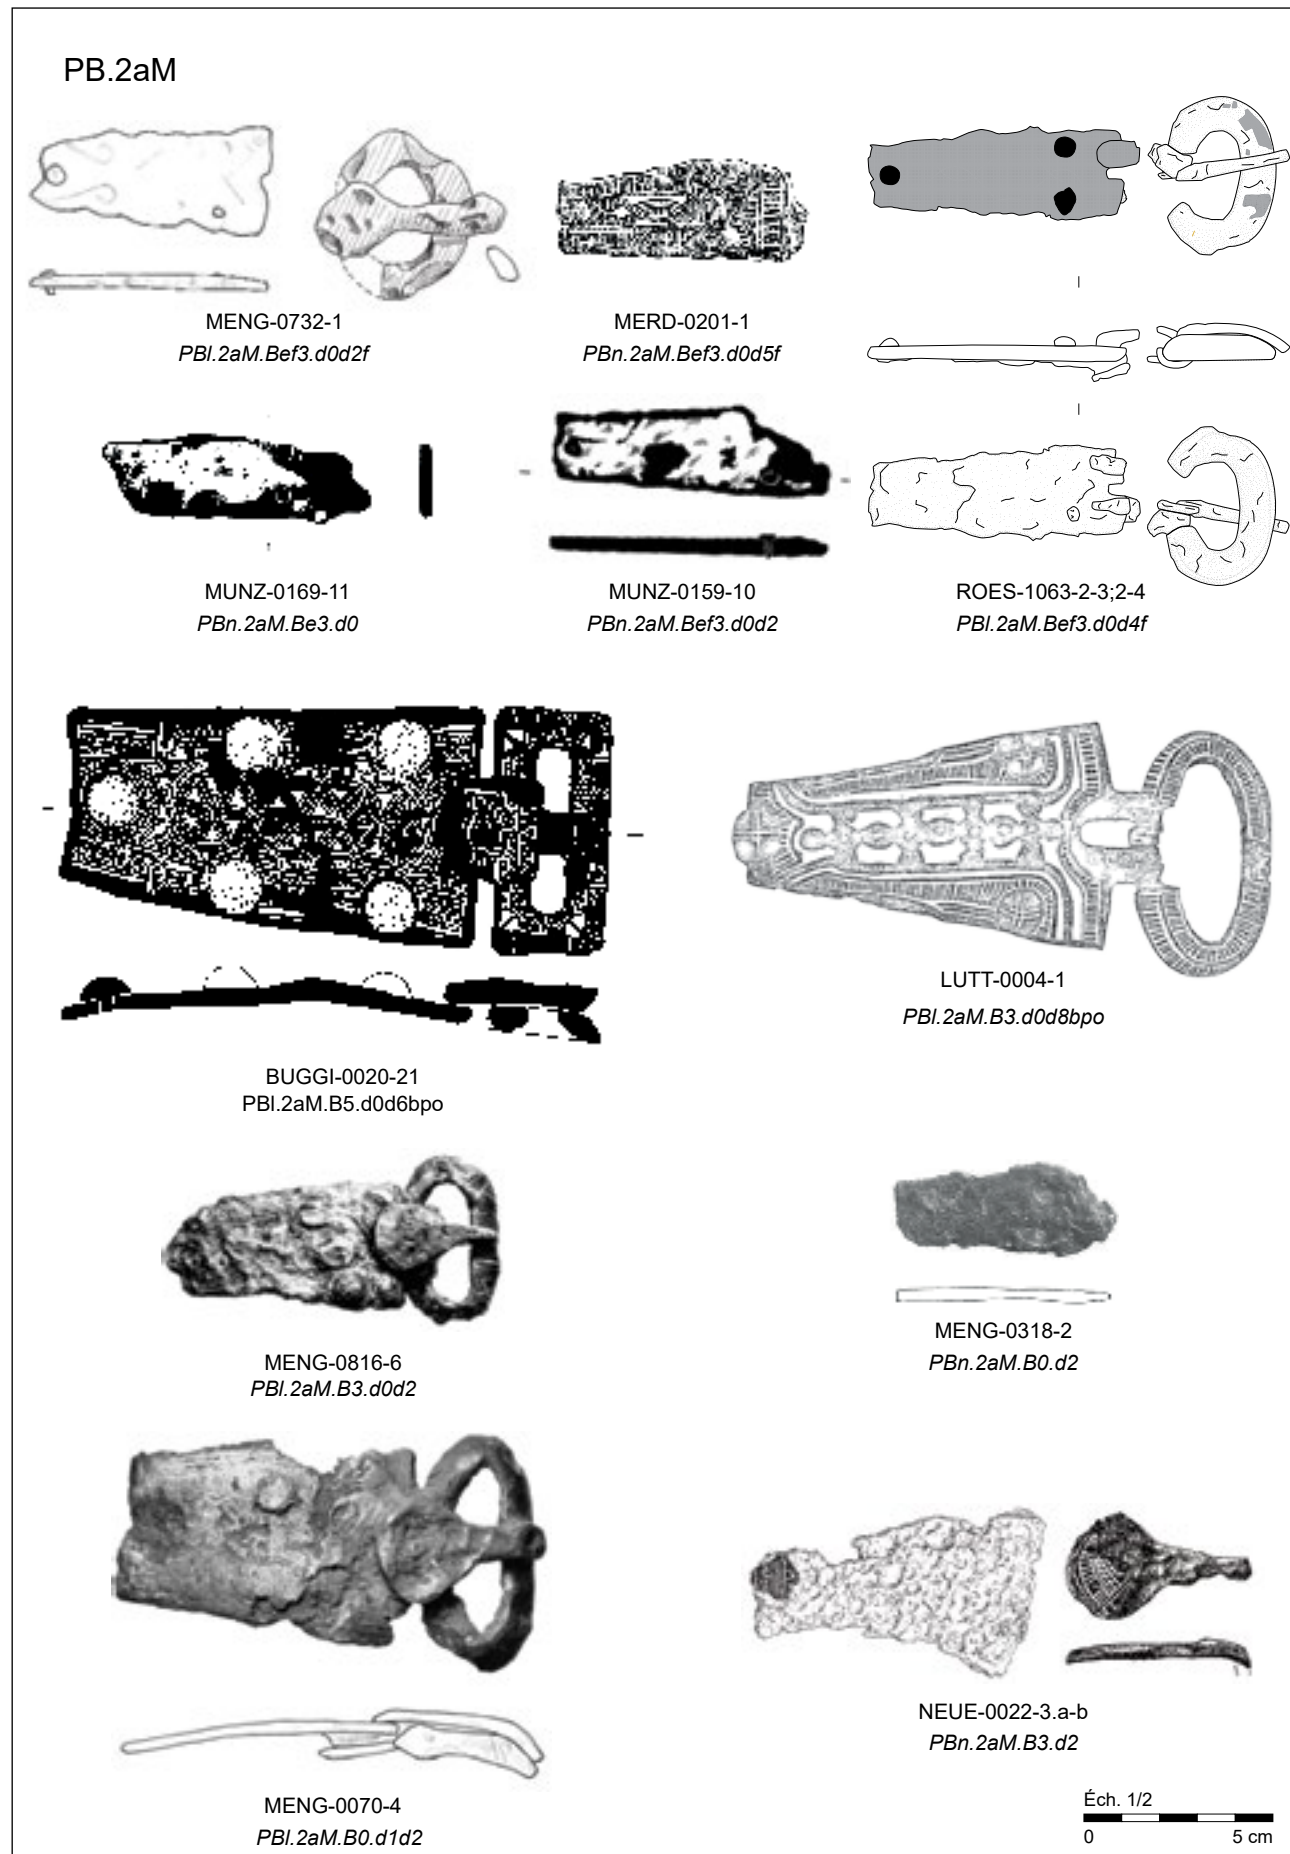 PB.2aM
MENG-0732-1
PBl.2aM.Bef3.d0d2f
MERD-0201-1
PBn.2aM.Bef3.d0d5f
MUNZ-0169-11
PBn.2aM.Be3.d0
MUNZ-0159-10
PBn.2aM.Bef3.d0d2
ROES-1063-2-3;2-4
PBl.2aM.Bef3.d0d4f
BUGGI-0020-21
PBl.2aM.B5.d0d6bpo
LUTT-0004-1
PBl.2aM.B3.d0d8bpo
MENG-0816-6
PBl.2aM.B3.d0d2
MENG-0318-2
PBn.2aM.B0.d2
MENG-0070-4
PBl.2aM.B0.d1d2
NEUE-0022-3.a-b
PBn.2aM.B3.d2
Éch. 1/2
0 5 cm